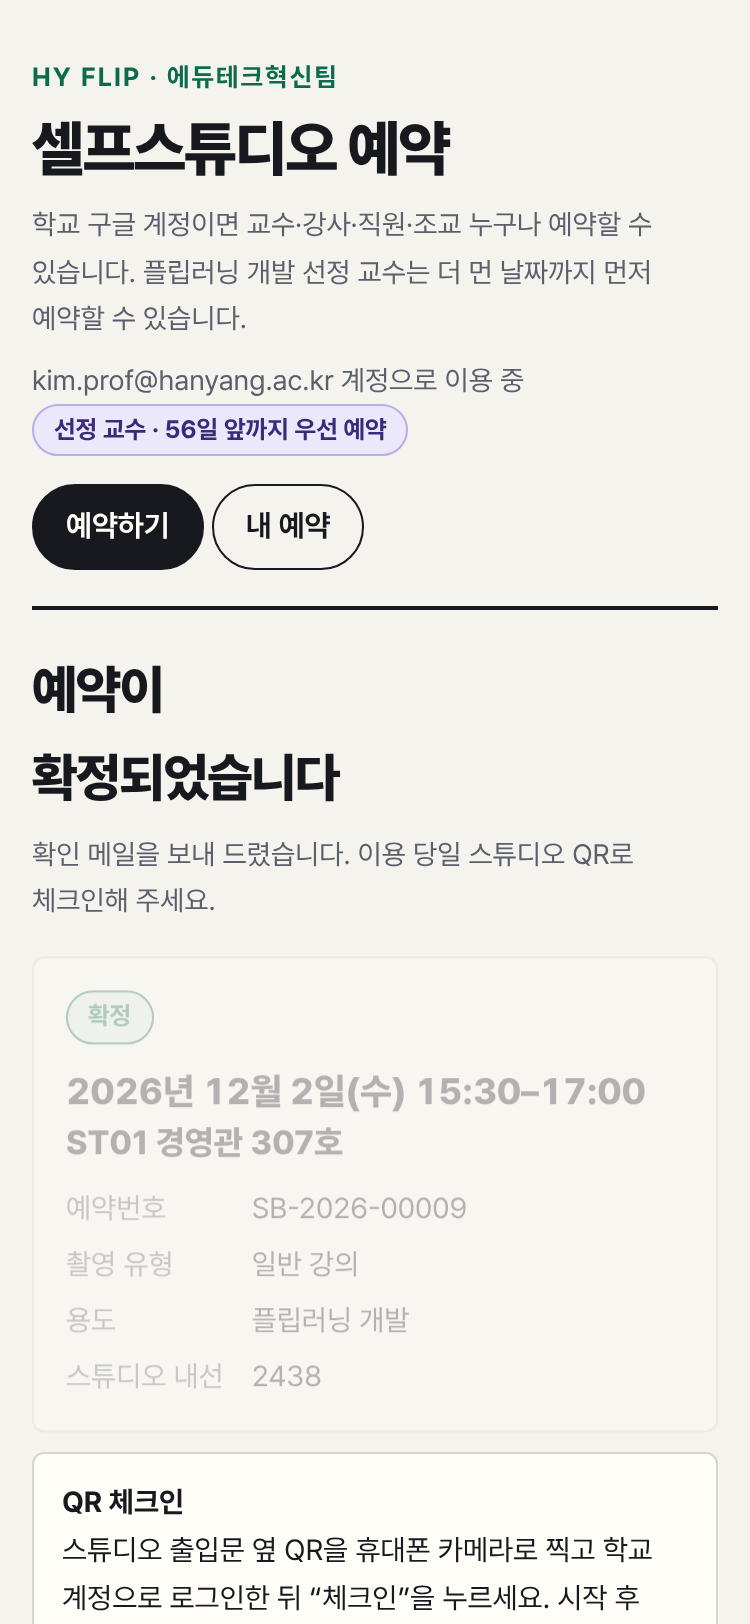 HY FLIP · 에듀테크혁신팀
셀프스튜디오 예약
학교 구글 계정이면 교수·강사·직원·조교 누구나 예약할 수
있습니다. 플립러닝 개발 선정 교수는 더 먼 날짜까지 먼저
예약할 수 있습니다.
kim.prof@hanyang.ac.kr 계정으로 이용 중
선정 교수 · 56일 앞까지 우선 예약
예약하기 내 예약
예약이
확정되었습니다
확인 메일을 보내 드렸습니다. 이용 당일 스튜디오 QR로
체크인해 주세요.
확정
2026년 12월 2일(수) 15:30–17:00
ST01 경영관 307호
예약번호 SB-2026-00009
촬영 유형 일반 강의
용도 플립러닝 개발
스튜디오 내선 2438
QR 체크인
스튜디오 출입문 옆 QR을 휴대폰 카메라로 찍고 학교
계정으로 로그인한 뒤 “체크인”을 누르세요. 시작 후